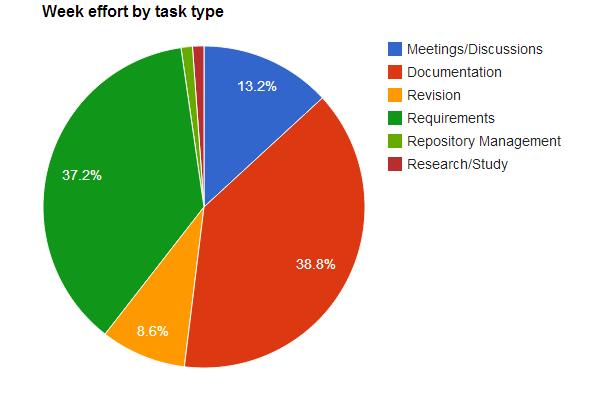 Week effort by task type
Meetings/Discussions
Documentation
Revision
Requirements
Repository Management
Research/Study
13.2%
38.8%
8.6%
37.2%